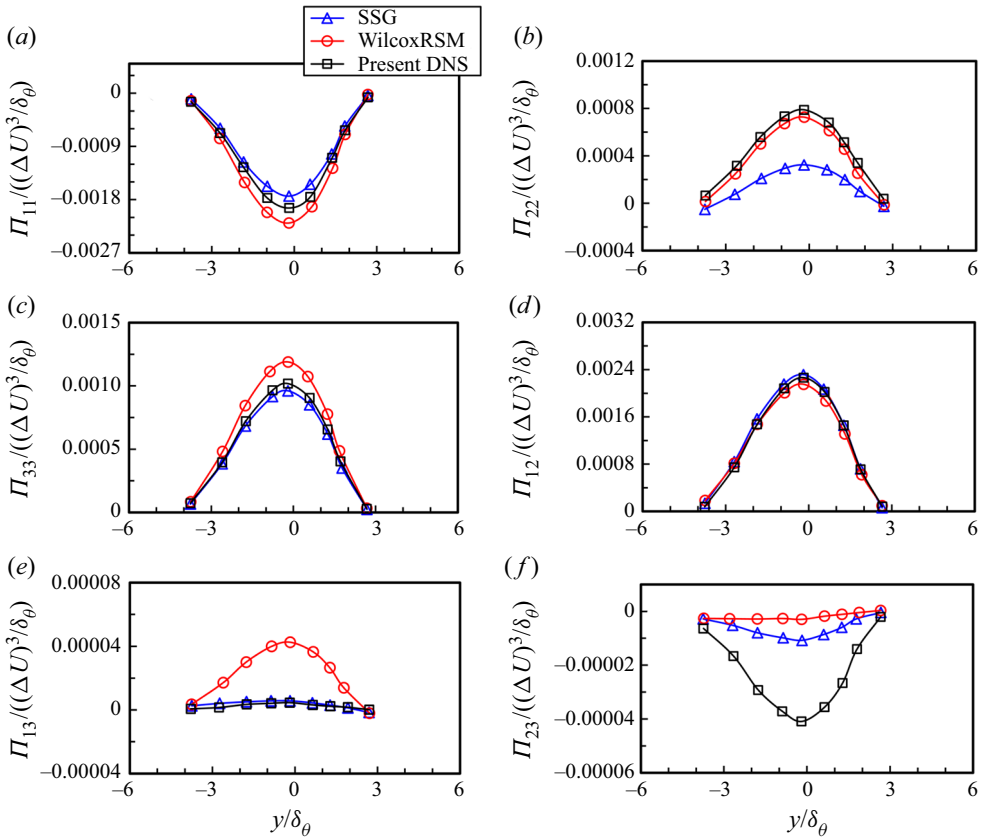 SSG
WilcoxRSM
Present DNS
(a)
Π11/((ΔU)^3/δθ)
0
−0.0009
−0.0018
−0.0027
−6 −3 0 3 6
(b)
Π22/((ΔU)^3/δθ)
0.0012
0.0008
0.0004
0
−0.0004
−6 −3 0 3 6
(c)
Π33/((ΔU)^3/δθ)
0.0015
0.0010
0.0005
0
−6 −3 0 3 6
(d)
Π12/((ΔU)^3/δθ)
0.0032
0.0024
0.0016
0.0008
0
−6 −3 0 3 6
(e)
Π13/((ΔU)^3/δθ)
0.00008
0.00004
0
−0.00004
−6 −3 0 3 6
y/δθ
(f)
Π23/((ΔU)^3/δθ)
0
−0.00002
−0.00004
−0.00006
−6 −3 0 3 6
y/δθ